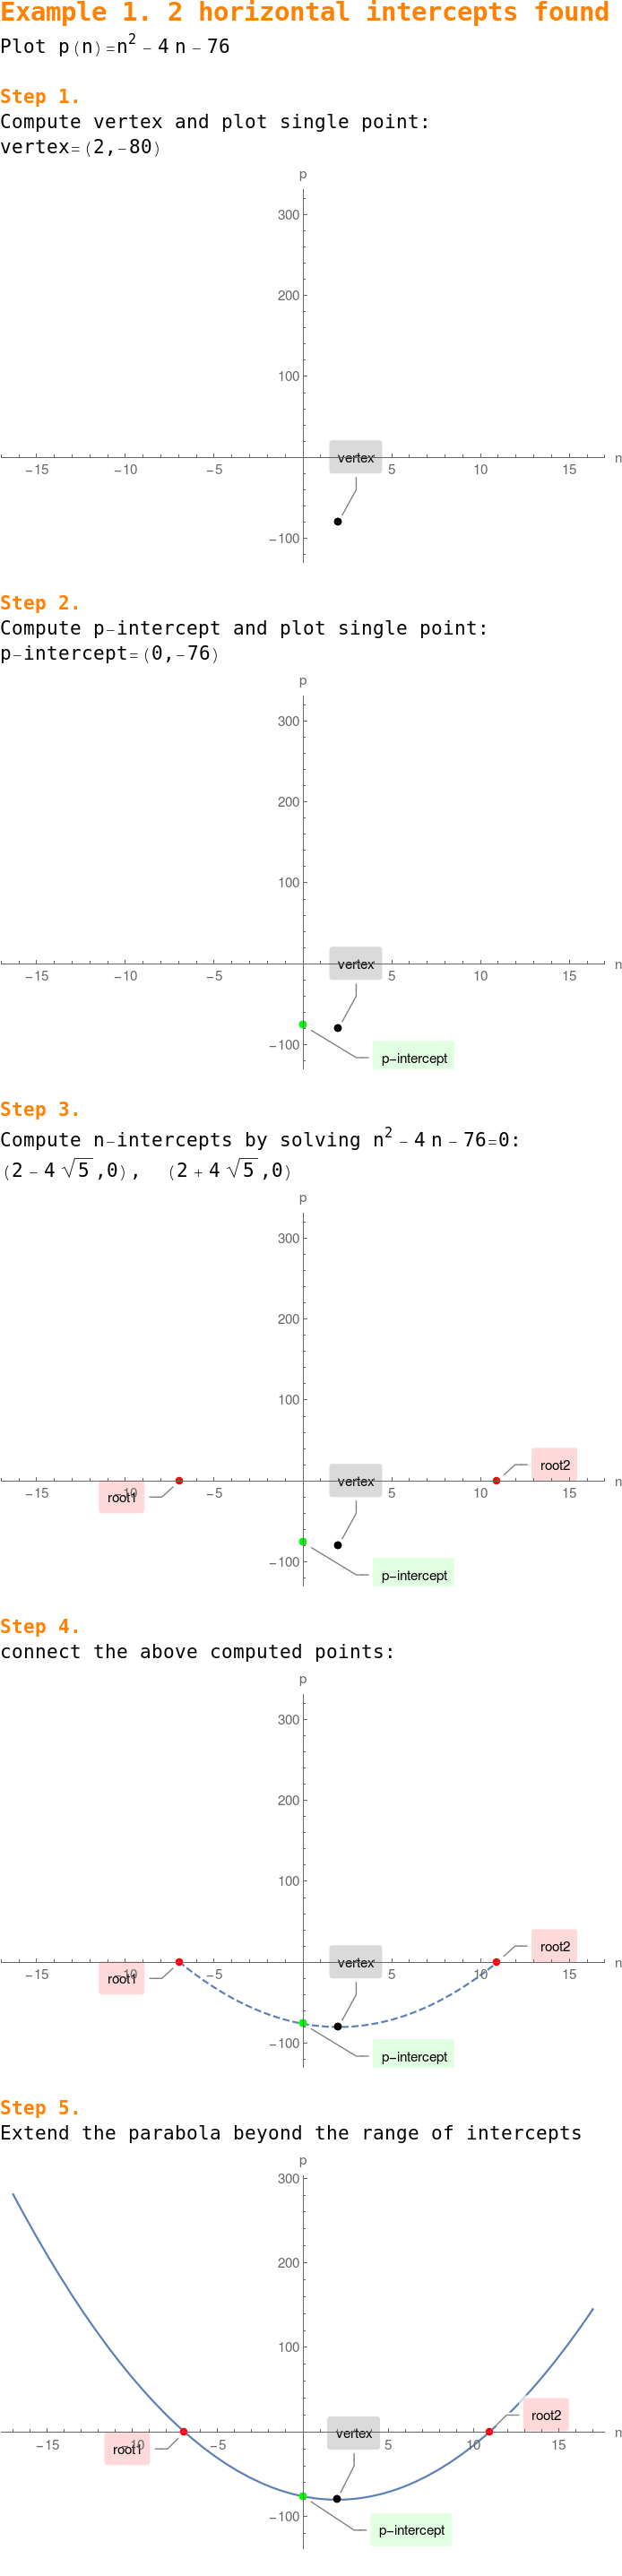 Example 1. 2 horizontal intercepts found
Plot p(n)=n² − 4 n − 76
Step 1.
Compute vertex and plot single point:
vertex=(2,−80)
p
300
200
100
vertex
−15 −10 −5 5 10 15 n
−100
Step 2.
Compute p−intercept and plot single point:
p−intercept=(0,−76)
p
300
200
100
vertex
−15 −10 −5 5 10 15 n
−100
p−intercept
Step 3.
Compute n−intercepts by solving n² − 4 n − 76=0:
(2 − 4 √5 ,0), (2 + 4 √5 ,0)
p
300
200
100
root2
vertex
−15 −10 −5 5 10 15 n
root1
−100
p−intercept
Step 4.
connect the above computed points:
p
300
200
100
root2
vertex
−15 −10 −5 5 10 15 n
root1
−100
p−intercept
Step 5.
Extend the parabola beyond the range of intercepts
p
300
200
100
root2
vertex
−15 −10 −5 5 10 15 n
root1
−100
p−intercept